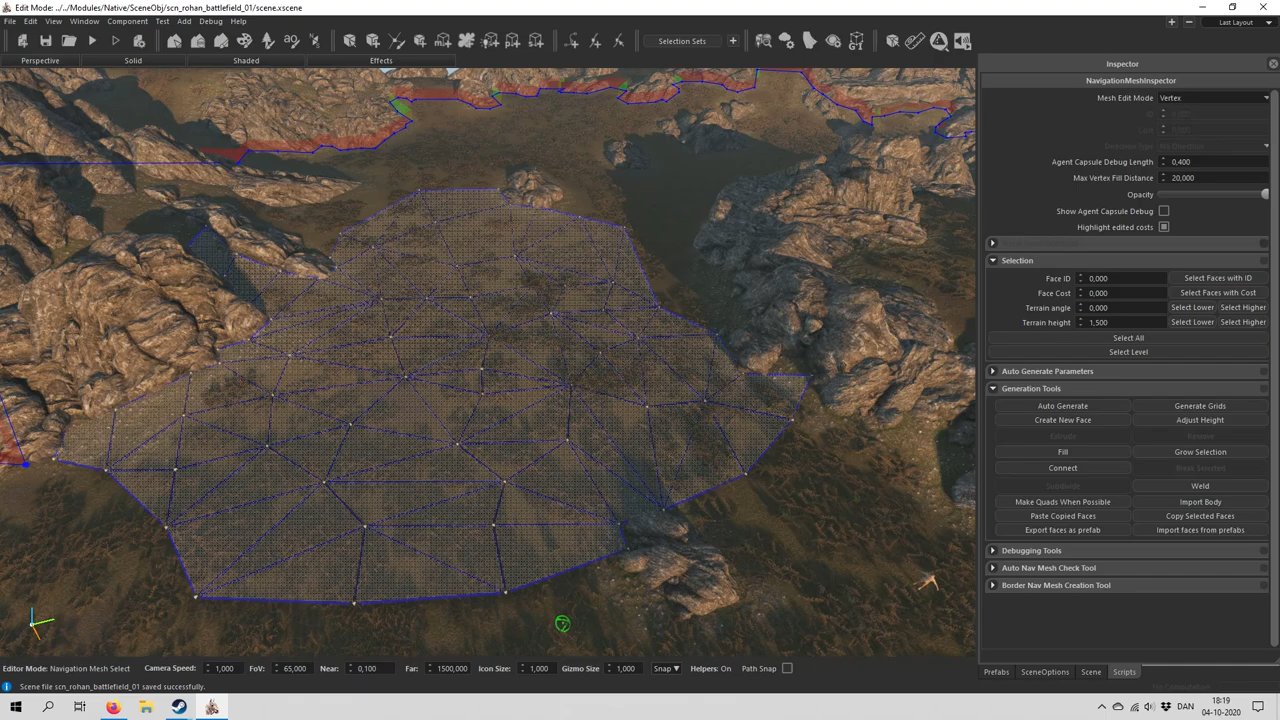 Edit Mode: ../../Modules/Native/SceneObj/scn_rohan_battlefield_01/scene.xscene
File Edit View Window Component Test Add Debug Help
Last Layout
Selection Sets
Perspective Solid Shaded Effects
Inspector
NavigationMeshInspector
Mesh Edit Mode Vertex
Agent Capsule Debug Length 0,400
Max Vertex Fill Distance 20,000
Opacity
Show Agent Capsule Debug
Highlight edited costs
Selection
Face ID 0,000 Select Faces with ID
Face Cost 0,000 Select Faces with Cost
Terrain angle 0,000 Select Lower Select Higher
Terrain height 1,500 Select Lower Select Higher
Select All
Select Level
Auto Generate Parameters
Generation Tools
Auto Generate Generate Grids
Create New Face Adjust Height
Extrude
Fill Grow Selection
Connect Break Selected
Subdivide Weld
Make Quads When Possible Import Body
Paste Copied Faces Copy Selected Faces
Export faces as prefab Import faces from prefabs
Debugging Tools
Auto Nav Mesh Check Tool
Border Nav Mesh Creation Tool
Editor Mode: Navigation Mesh Select Camera Speed: 1,000 FoV: 65,000 Near: 0,100 Far: 1500,000 Icon Size: 1,000 Gizmo Size 1,000 Snap Helpers: On Path Snap
Prefabs SceneOptions Scene Scripts
Scene file scn_rohan_battlefield_01 saved successfully.
DAN
18:19
04-10-2020